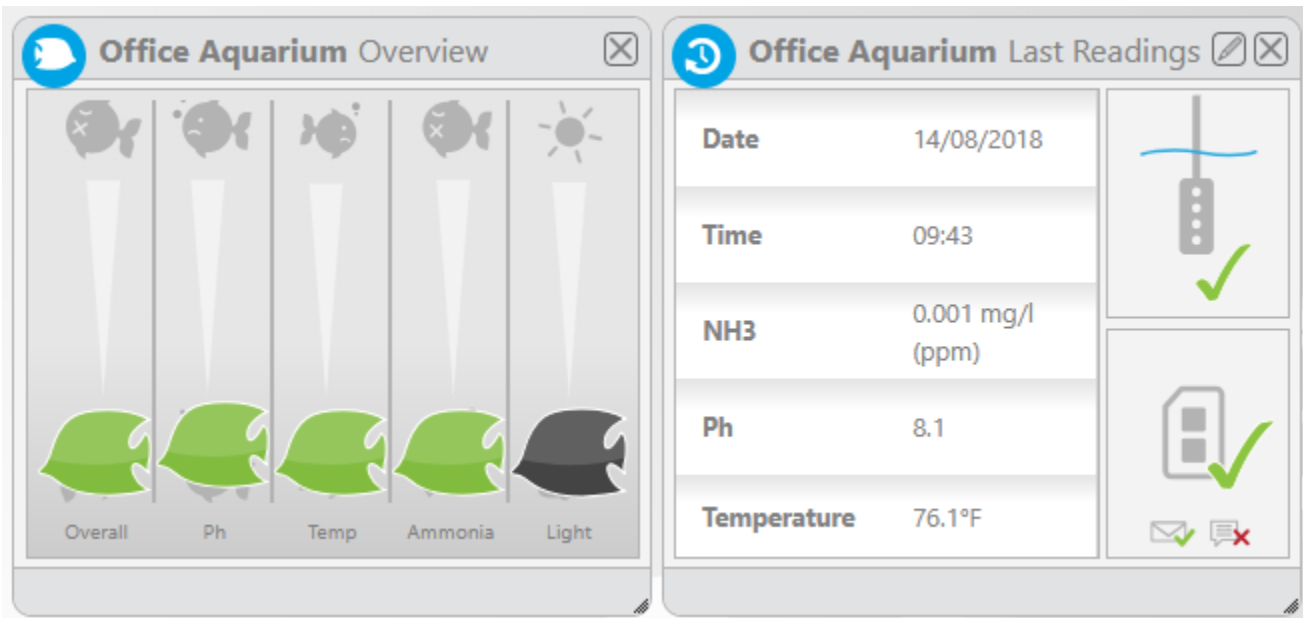 Office Aquarium Overview
Overall Ph Temp Ammonia Light
Office Aquarium Last Readings
Date 14/08/2018
Time 09:43
NH3 0.001 mg/l
(ppm)
Ph 8.1
Temperature 76.1°F